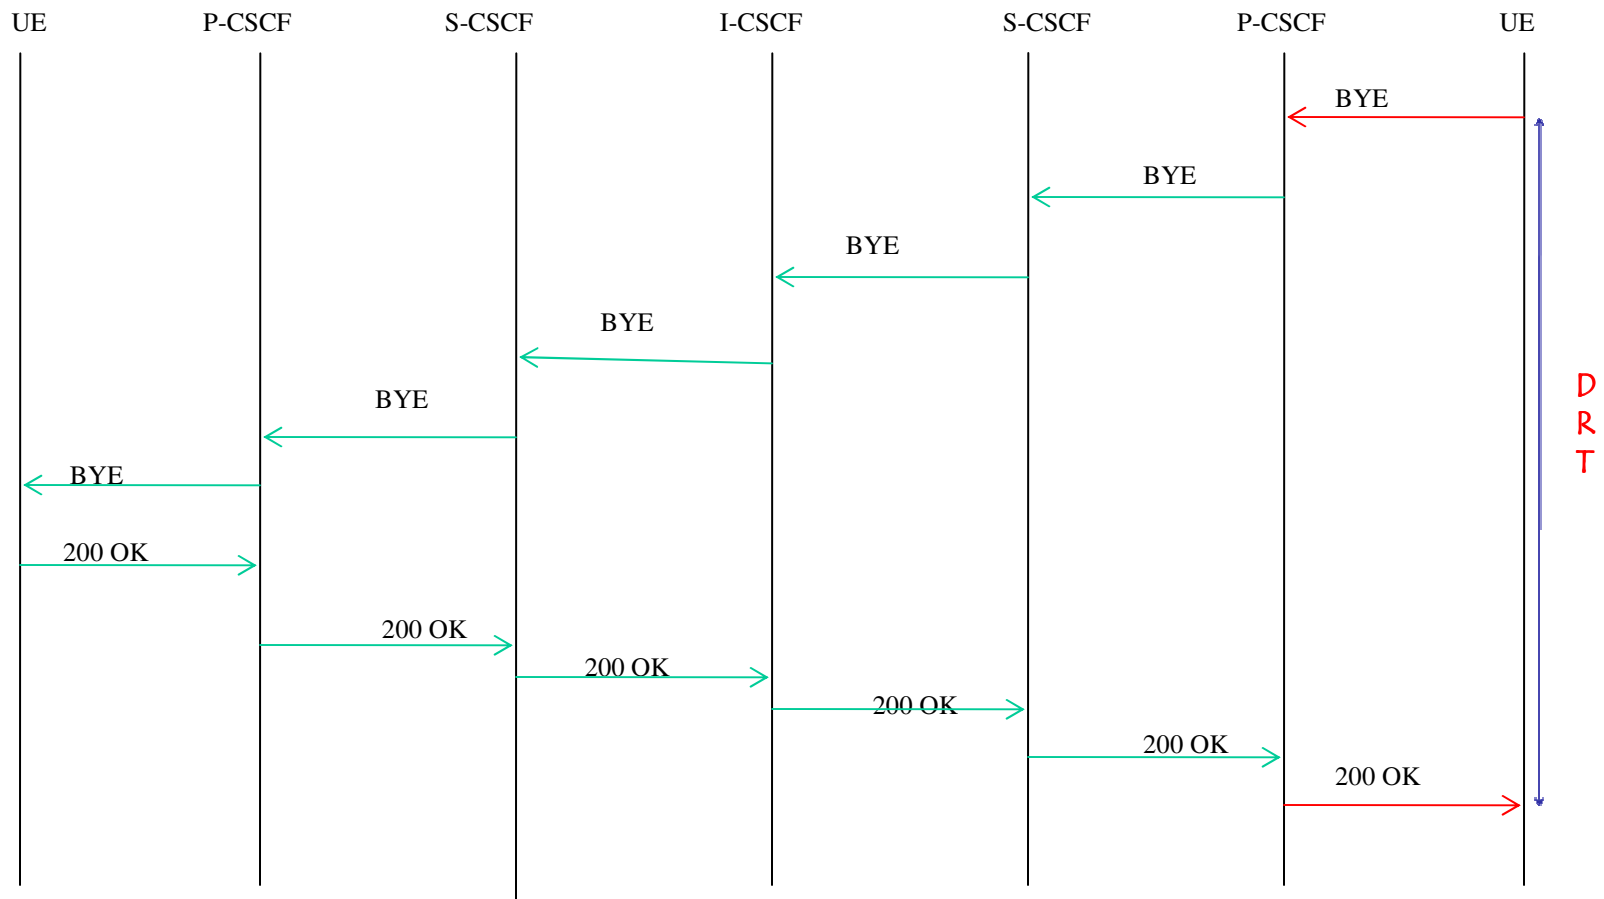 UE P-CSCF S-CSCF I-CSCF S-CSCF P-CSCF UE
BYE
BYE
BYE
BYE
BYE
BYE
200 OK
200 OK
200 OK
200 OK
200 OK
200 OK
D
R
T